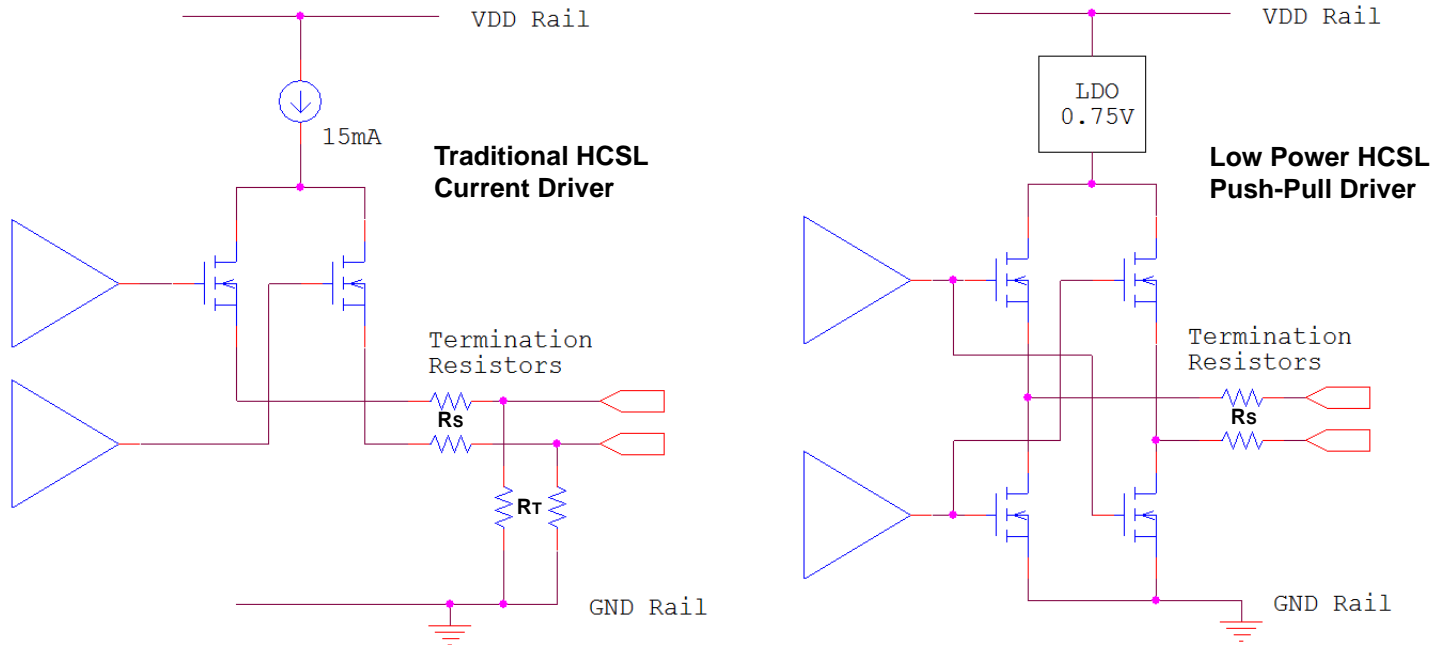 VDD Rail
15mA
Traditional HCSL
Current Driver
Termination
Resistors
Rs
RT
GND Rail
VDD Rail
LDO
0.75V
Low Power HCSL
Push-Pull Driver
Termination
Resistors
Rs
GND Rail